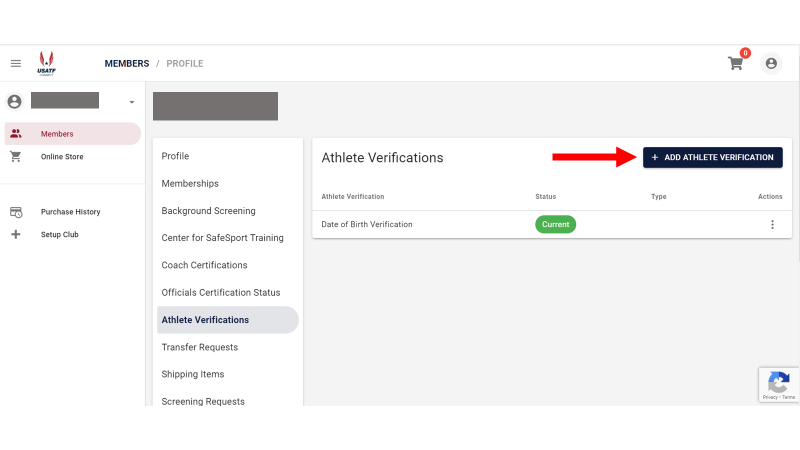 USATF
CONNECT
MEMBERS / PROFILE
0
Members
Online Store
Purchase History
Setup Club
Profile
Memberships
Background Screening
Center for SafeSport Training
Coach Certifications
Officials Certification Status
Athlete Verifications
Transfer Requests
Shipping Items
Screening Requests
Athlete Verifications
+ ADD ATHLETE VERIFICATION
Athlete Verification Status Type Actions
Date of Birth Verification Current
Privacy - Terms